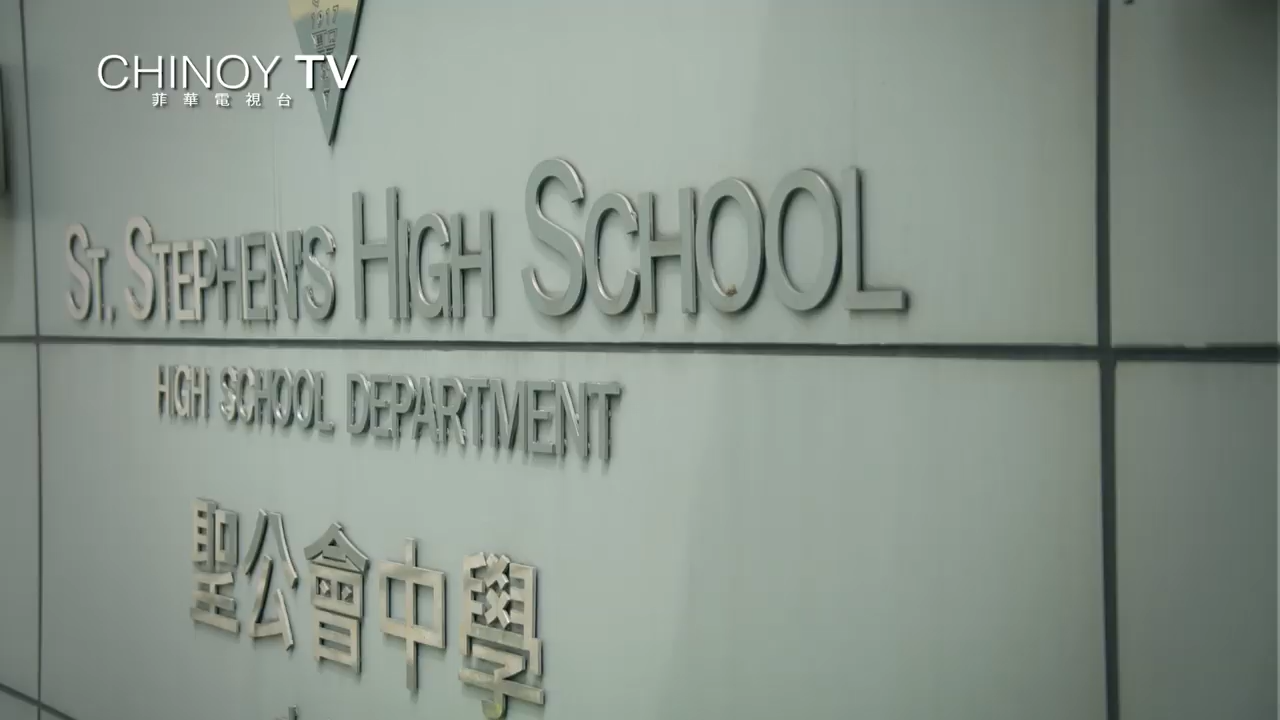 1917
CHINOY TV
菲華電視台
ST. STEPHEN'S HIGH SCHOOL
HIGH SCHOOL DEPARTMENT
聖公會中學